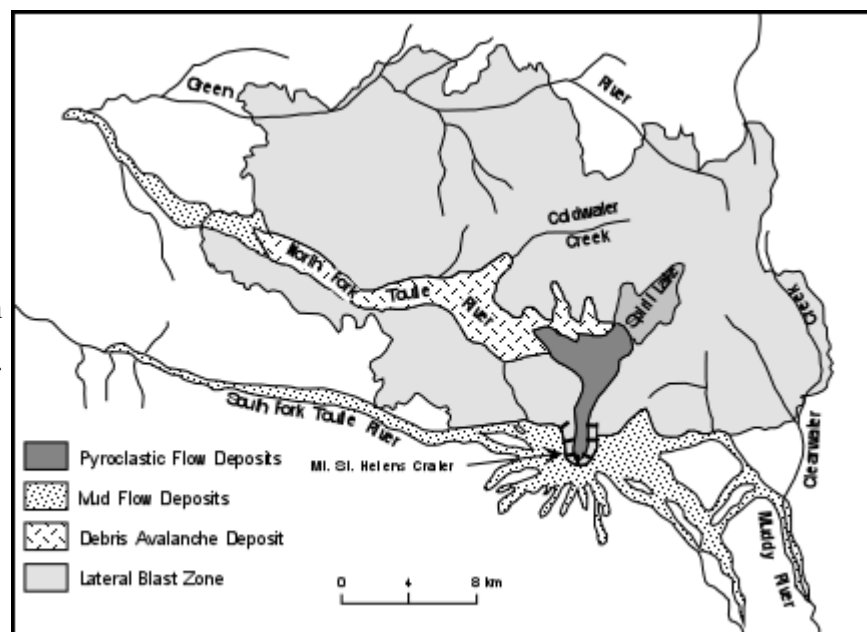 Green
River
Coldwater
Creek
North Fork Toutle
River
Spirit Lake
Creek
South Fork Toutle
River
Clearwater
Mt. St. Helens Crater
Muddy
River
Pyroclastic Flow Deposits
Mud Flow Deposits
Debris Avalanche Deposit
Lateral Blast Zone
0 4 8 km